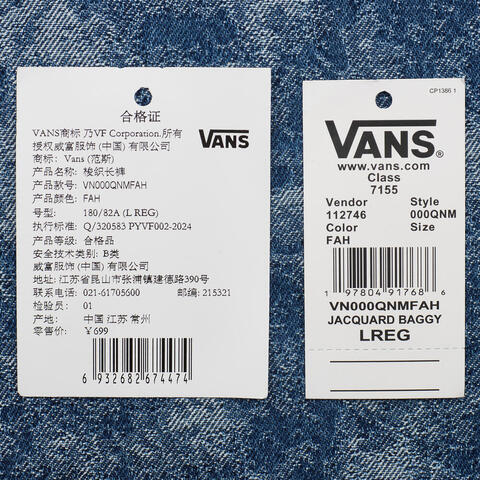 合格证
VANS商标 乃VF Corporation.所有
授权威富服饰 (中国) 有限公司
商标: Vans (范斯)
产品名称: 梭织长裤
产品款号: VN000QNMFAH
产品颜色: FAH
号型: 180/82A (L REG)
执行标准: Q/320583 PYVF002-2024
产品等级: 合格品
安全技术类别: B类
威富服饰 (中国) 有限公司
地址: 江苏省昆山市张浦镇建德路390号
联系电话: 021-61705600 邮编: 215321
检验员: 01
产地: 中国 江苏 常州
零售价: ¥699
6 932682 674474
VANS
CP1386 1
VANS®
www.vans.com
Class
7155
Vendor Style
112746 000QNM
Color Size
FAH
1 97804 91768 6
VN000QNMFAH
JACQUARD BAGGY
LREG